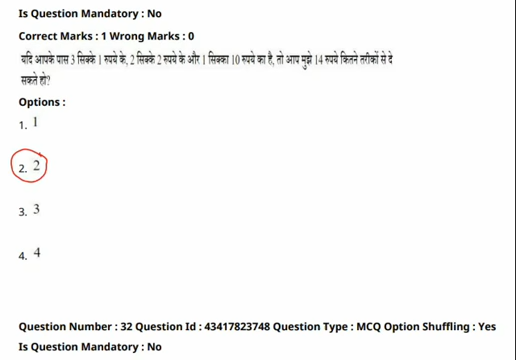 Is Question Mandatory : No
Correct Marks : 1 Wrong Marks : 0
यदि आपके पास 3 सिक्के 1 रुपये के, 2 सिक्के 2 रुपये के और 1 सिक्का 10 रुपये का है, तो आप मुझे 14 रुपये कितने तरीकों से दे
सकते हो?
Options :
1. 1
2. 2
3. 3
4. 4
Question Number : 32 Question Id : 43417823748 Question Type : MCQ Option Shuffling : Yes
Is Question Mandatory : No